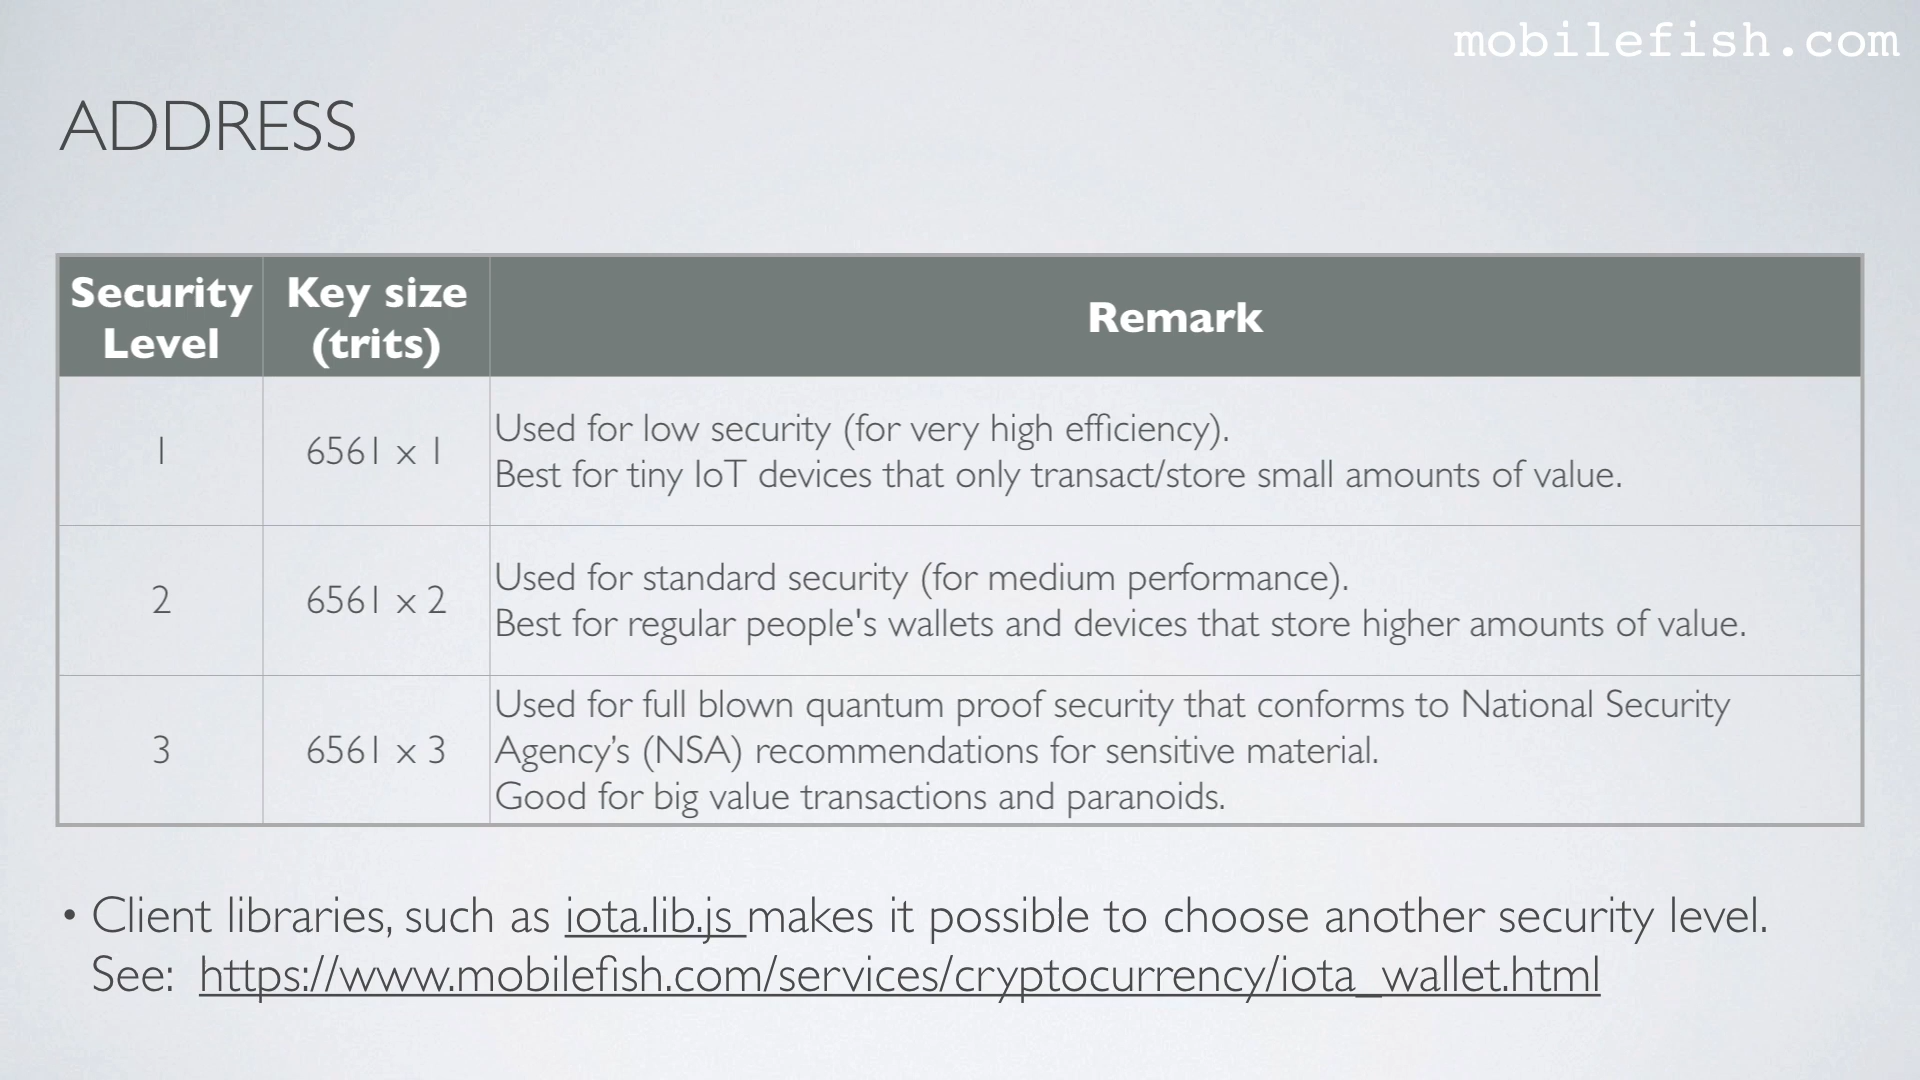 mobilefish.com
ADDRESS
Security Level
Key size (trits)
Remark
1
6561 x 1
Used for low security (for very high efficiency).
Best for tiny IoT devices that only transact/store small amounts of value.
2
6561 x 2
Used for standard security (for medium performance).
Best for regular people's wallets and devices that store higher amounts of value.
3
6561 x 3
Used for full blown quantum proof security that conforms to National Security
Agency’s (NSA) recommendations for sensitive material.
Good for big value transactions and paranoids.
• Client libraries, such as iota.lib.js makes it possible to choose another security level.
See: https://www.mobilefish.com/services/cryptocurrency/iota_wallet.html